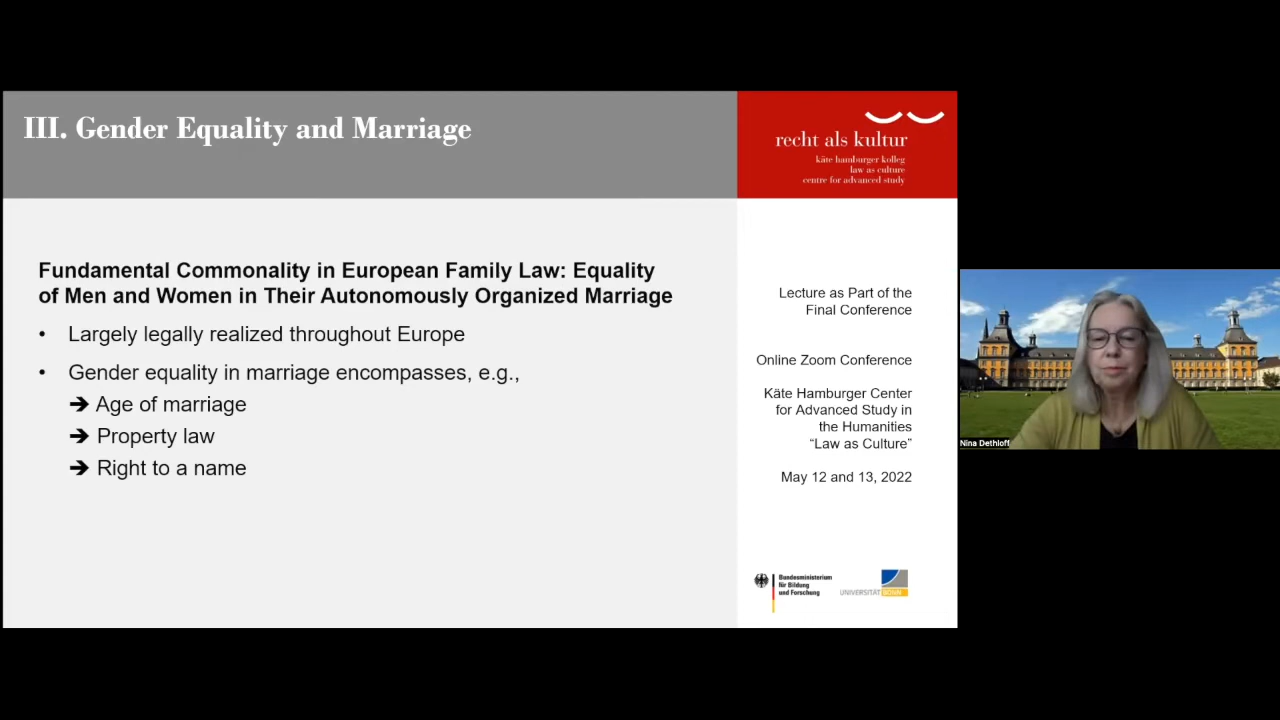 III. Gender Equality and Marriage
recht als kultur
käte hamburger kolleg
law as culture
centre for advanced study
Fundamental Commonality in European Family Law: Equality
of Men and Women in Their Autonomously Organized Marriage
• Largely legally realized throughout Europe
• Gender equality in marriage encompasses, e.g.,
➔ Age of marriage
➔ Property law
➔ Right to a name
Lecture as Part of the
Final Conference
Online Zoom Conference
Käte Hamburger Center
for Advanced Study in
the Humanities
“Law as Culture”
May 12 and 13, 2022
Bundesministerium
für Bildung
und Forschung
UNIVERSITÄT BONN
Nina Dethloff